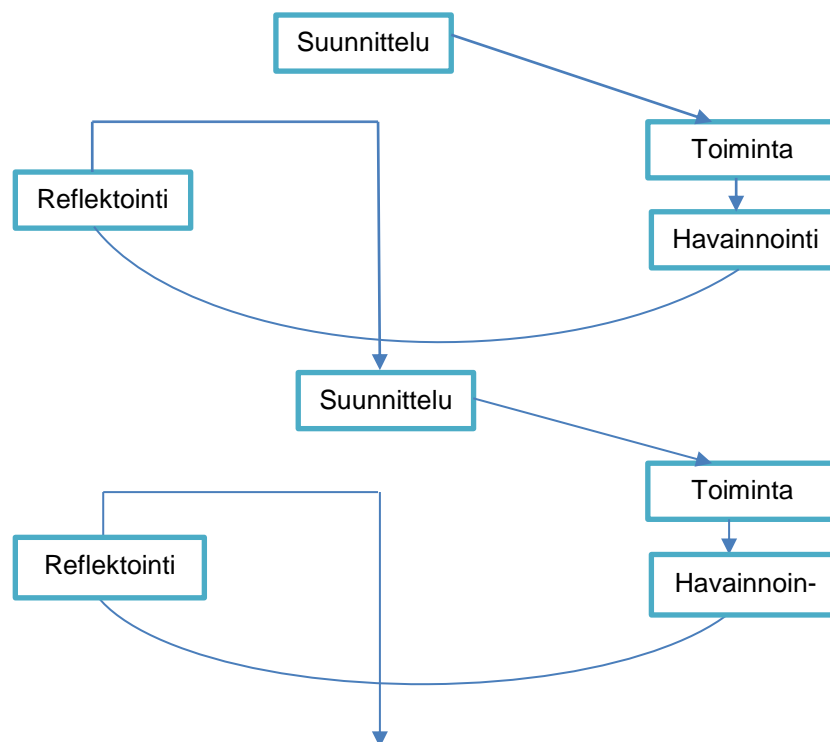 Suunnittelu
Toiminta
Reflektointi
Havainnointi
Suunnittelu
Toiminta
Reflektointi
Havainnoin-